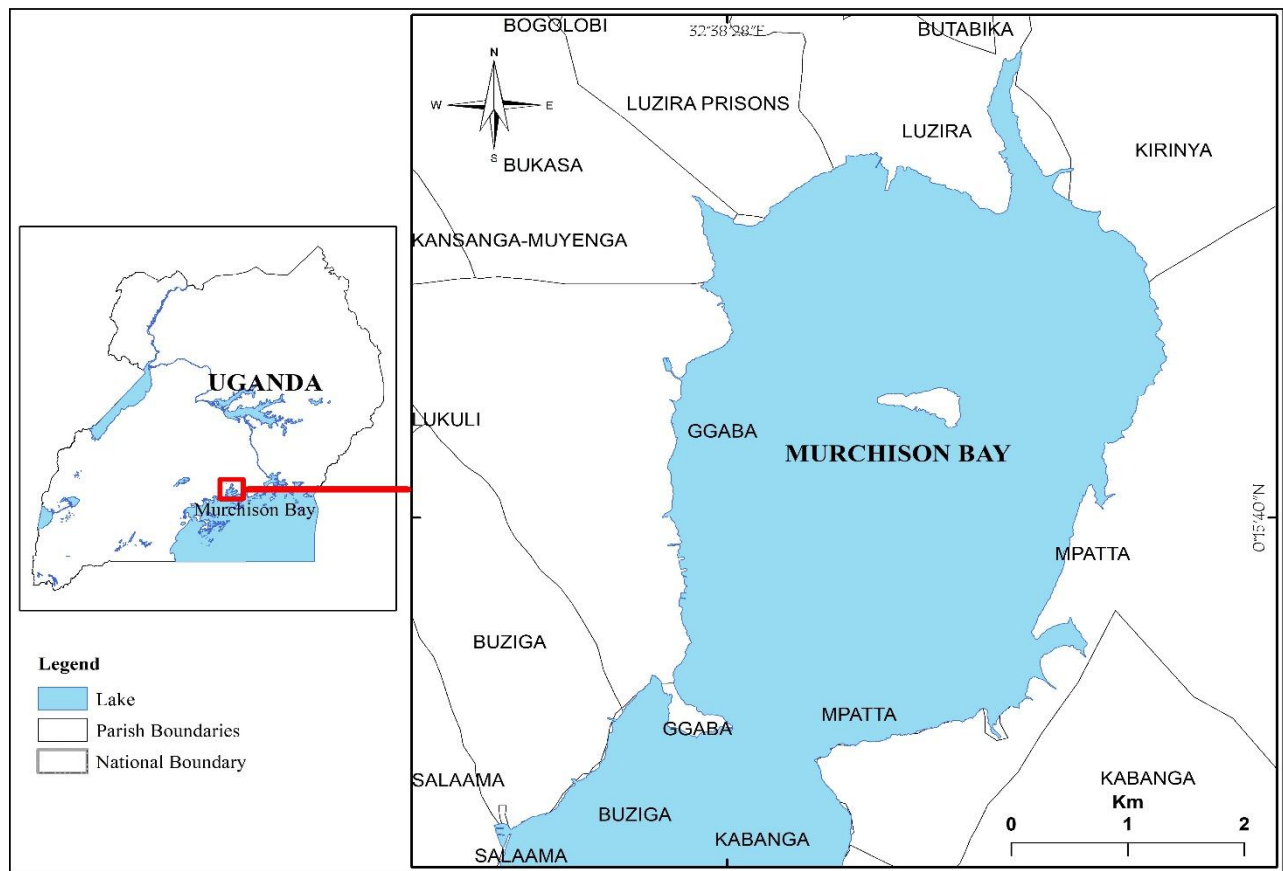 BOGOLOBI
32°38'28"E
BUTABIKA
N
W
E
S
LUZIRA PRISONS
LUZIRA
KIRINYA
BUKASA
KANSANGA-MUYENGA
UGANDA
LUKULI
GGABA
MURCHISON BAY
Murchison Bay
0°15'40"N
MPATTA
BUZIGA
Legend
Lake
Parish Boundaries
National Boundary
GGABA
MPATTA
SALAAMA
KABANGA
Km
0 1 2
BUZIGA
KABANGA
SALAAMA